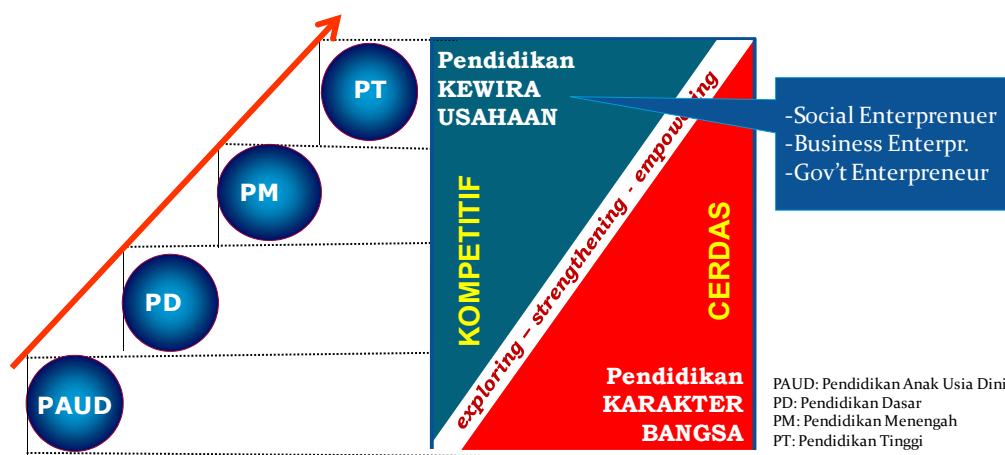 PT
PM
PD
PAUD
Pendidikan
KEWIRA
USAHAAN
KOMPETITIF
exploring – strengthening - empowering
CERDAS
Pendidikan
KARAKTER
BANGSA
-Social Enterprenuer
-Business Enterpr.
-Gov't Enterpreneur
PAUD: Pendidikan Anak Usia Dini
PD: Pendidikan Dasar
PM: Pendidikan Menengah
PT: Pendidikan Tinggi